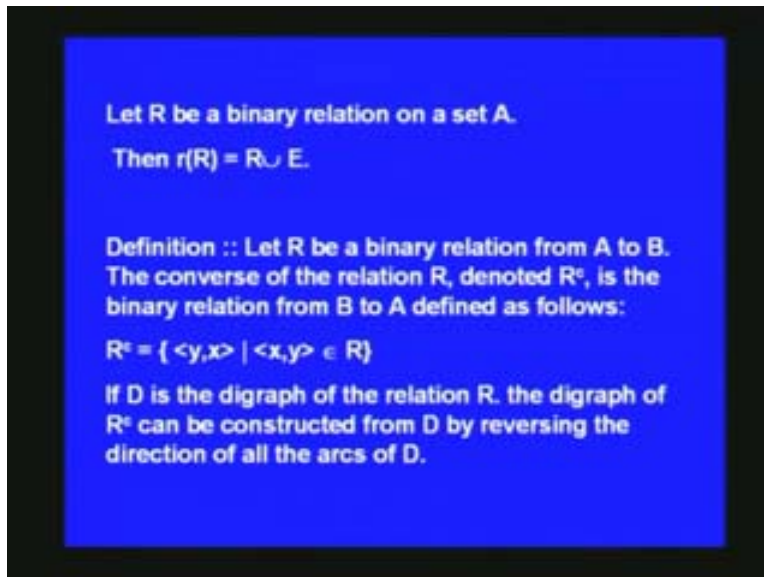 Let R be a binary relation on a set A.
Then r(R) = R∪ E.
Definition :: Let R be a binary relation from A to B.
The converse of the relation R, denoted Rᶜ, is the
binary relation from B to A defined as follows:
Rᶜ = { <y,x> | <x,y> ∈ R}
If D is the digraph of the relation R. the digraph of
Rᶜ can be constructed from D by reversing the
direction of all the arcs of D.